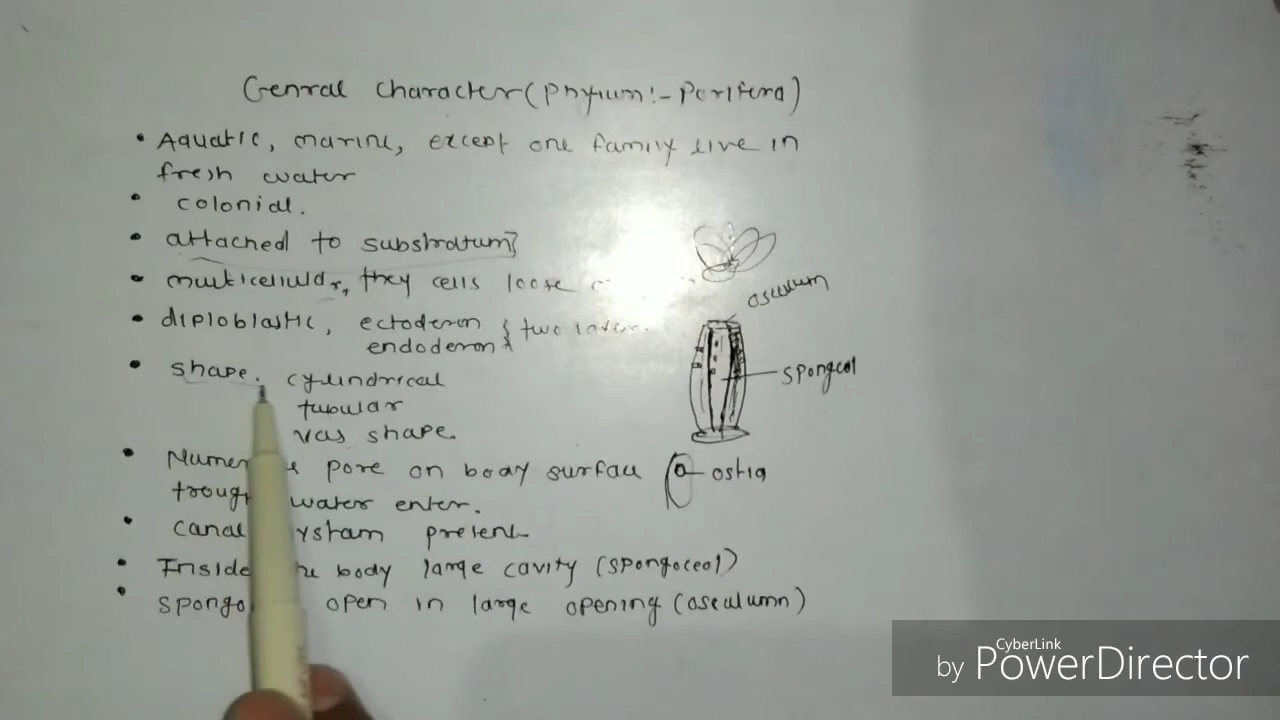 Genral character (Phylum:- Porifera)
• Aquatic, marine, except one family live in
fresh water
• colonial.
• attached to substratum}
• multicellular, they cells loose
• diploblastic, ectoderm } two layer.
endoderm
• shape. cylindrical
tubular
vas shape.
• pore on body surface
water enter.
• canal present
• Inside body large cavity (spongoceol)
• open in large opening (osculumn)
osculum
spongcol
ostia
CyberLink
by PowerDirector